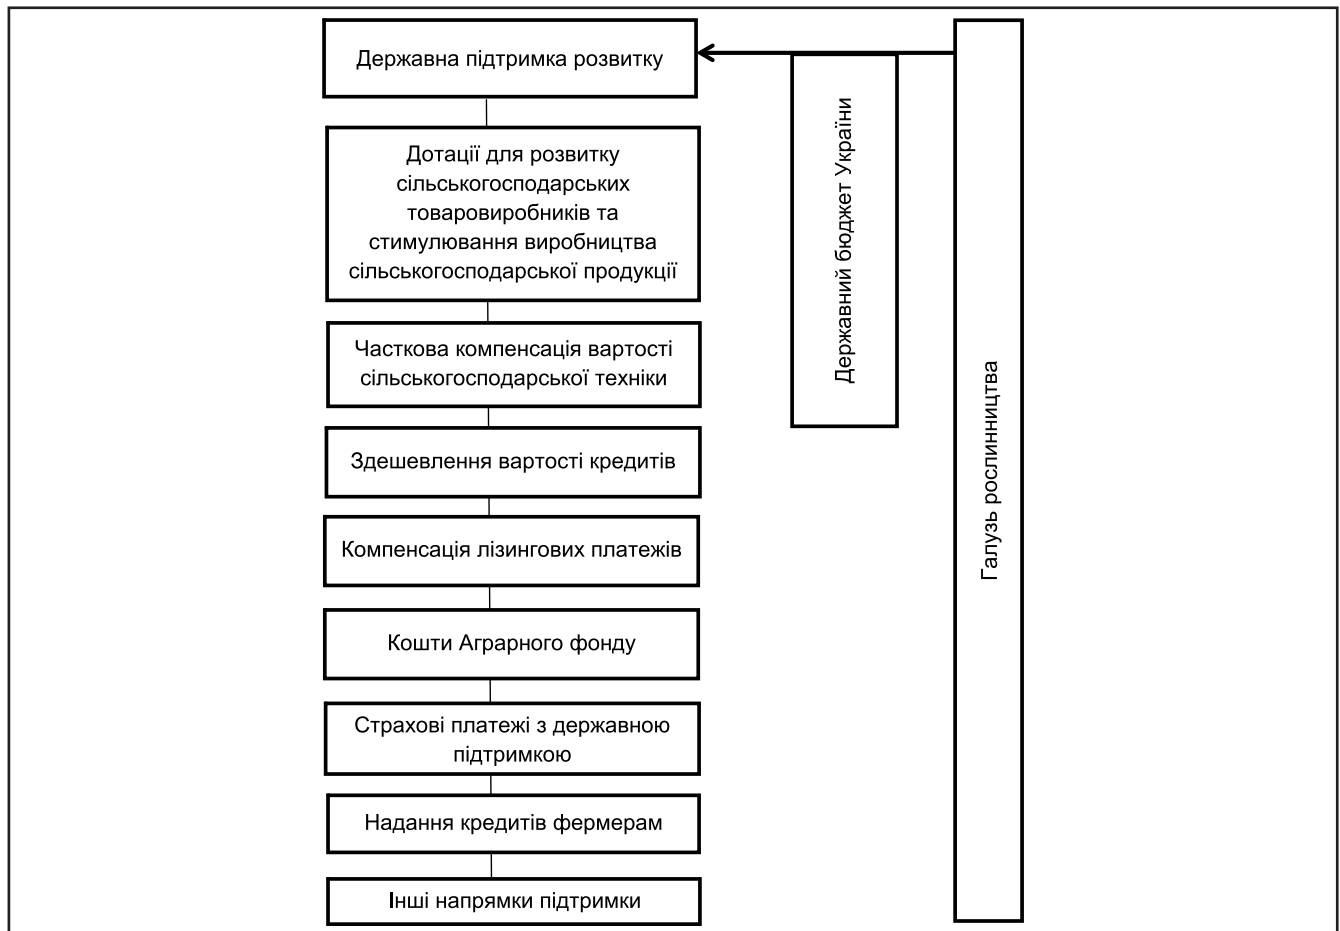 Державна підтримка розвитку
Дотації для розвитку
сільськогосподарських
товаровиробників та
стимулювання виробництва
сільськогосподарської продукції
Часткова компенсація вартості
сільськогосподарської техніки
Здешевлення вартості кредитів
Компенсація лізингових платежів
Кошти Аграрного фонду
Страхові платежі з державною
підтримкою
Надання кредитів фермерам
Інші напрямки підтримки
Державний бюджет України
Галузь рослинництва